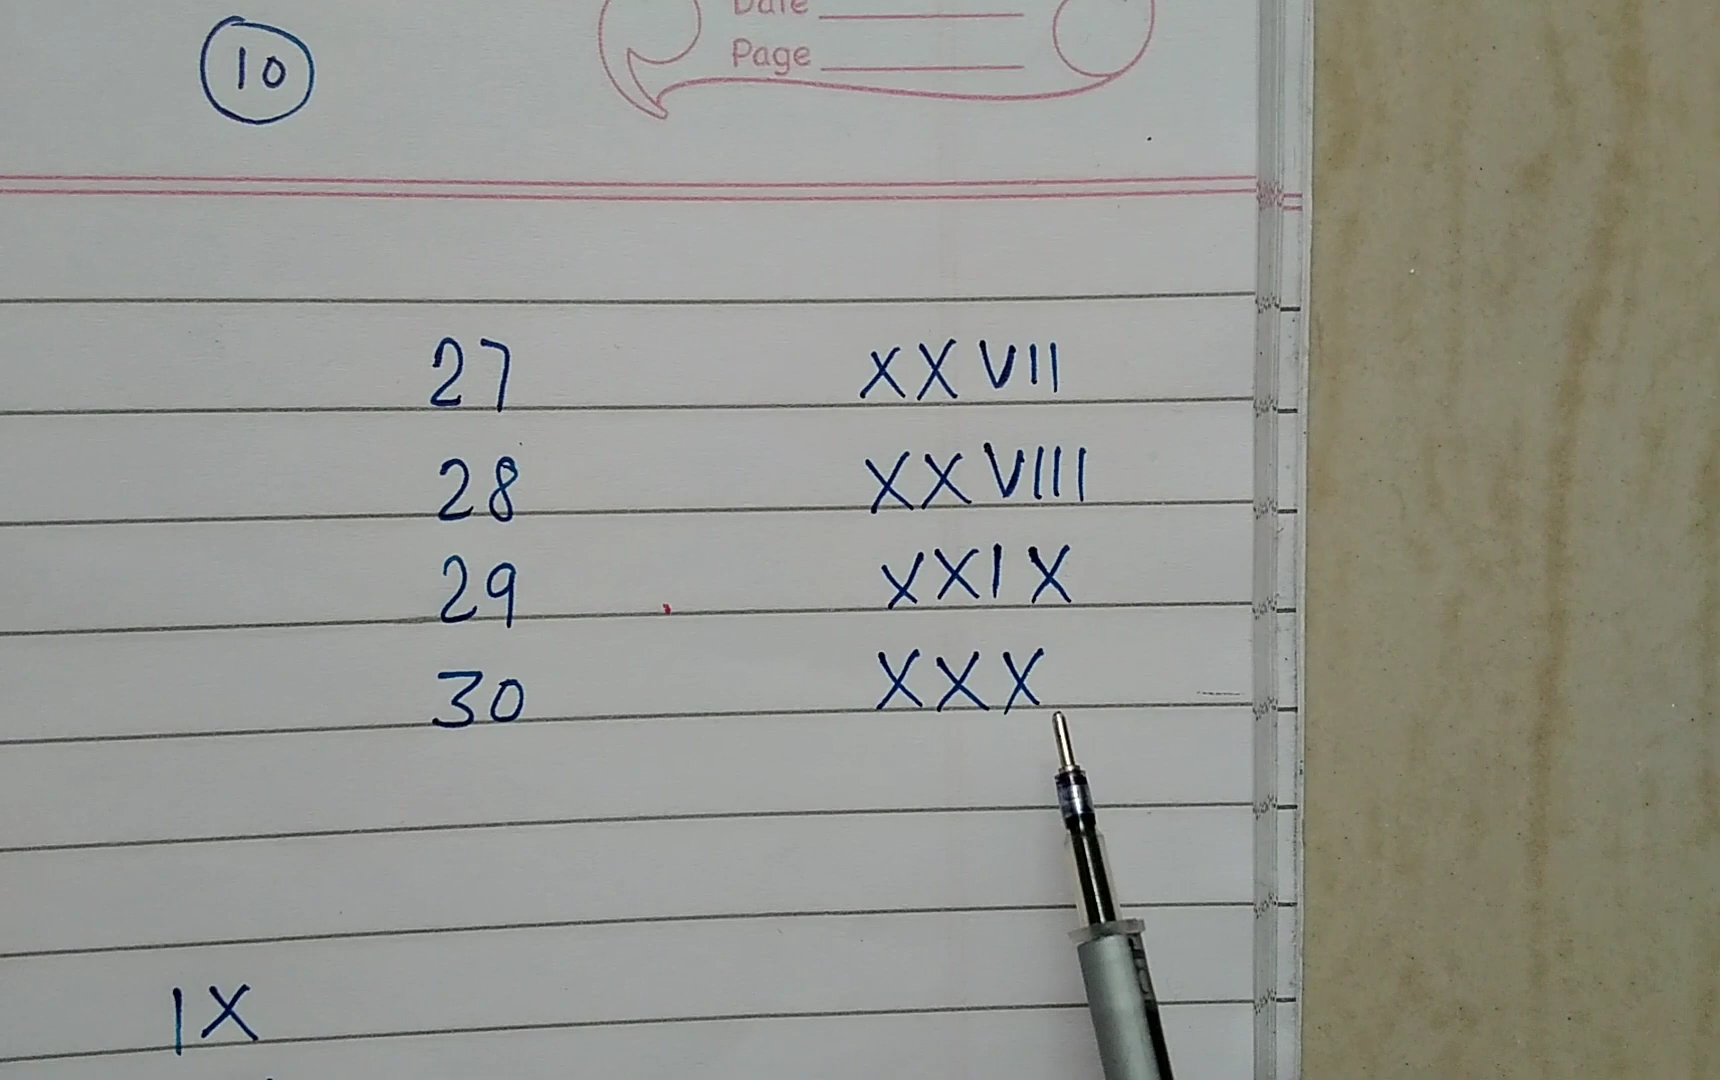 Date
10
Page
27 XXVII
28 XXVIII
29 XXIX
30 XXX
IX